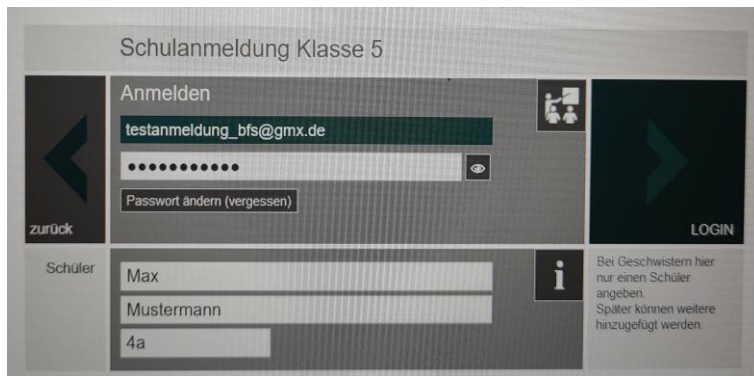 Schulanmeldung Klasse 5
Anmelden
testanmeldung_bfs@gmx.de
●●●●●●●●●●●
Passwort ändern (vergessen)
zurück
LOGIN
Schüler
Max
Mustermann
4a
i
Bei Geschwistern hier
nur einen Schüler
angeben.
Später können weitere
hinzugefügt werden.